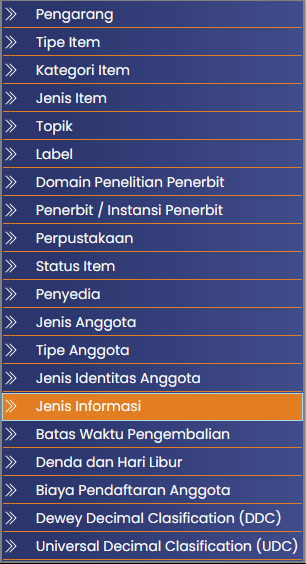 Pengarang
Tipe Item
Kategori Item
Jenis Item
Topik
Label
Domain Penelitian Penerbit
Penerbit / Instansi Penerbit
Perpustakaan
Status Item
Penyedia
Jenis Anggota
Tipe Anggota
Jenis Identitas Anggota
Jenis Informasi
Batas Waktu Pengembalian
Denda dan Hari Libur
Biaya Pendaftaran Anggota
Dewey Decimal Clasification (DDC)
Universal Decimal Clasification (UDC)